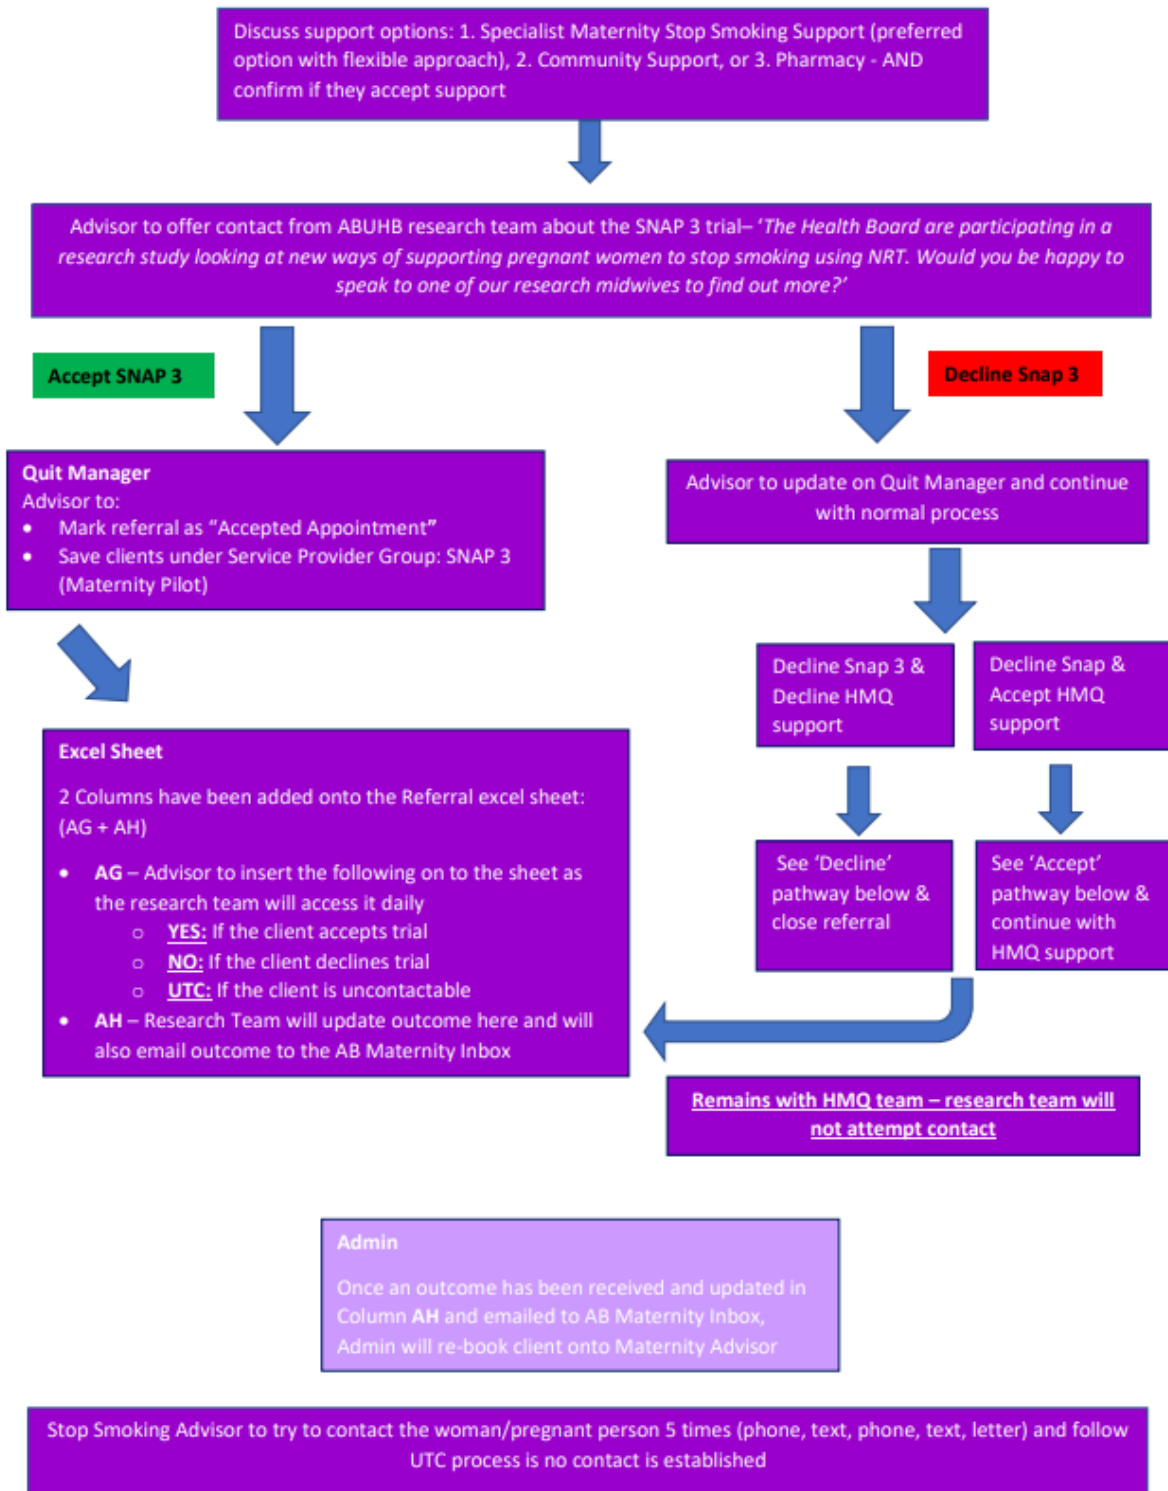 Discuss support options: 1. Specialist Maternity Stop Smoking Support (preferred
option with flexible approach), 2. Community Support, or 3. Pharmacy - AND
confirm if they accept support
Advisor to offer contact from ABUHB research team about the SNAP 3 trial– ‘The Health Board are participating in a
research study looking at new ways of supporting pregnant women to stop smoking using NRT. Would you be happy to
speak to one of our research midwives to find out more?’
Accept SNAP 3
Decline Snap 3
Quit Manager
Advisor to:
• Mark referral as “Accepted Appointment”
• Save clients under Service Provider Group: SNAP 3
(Maternity Pilot)
Advisor to update on Quit Manager and continue
with normal process
Decline Snap 3 &
Decline HMQ
support
Decline Snap &
Accept HMQ
support
See ‘Decline’
pathway below &
close referral
See ‘Accept’
pathway below &
continue with
HMQ support
Excel Sheet
2 Columns have been added onto the Referral excel sheet:
(AG + AH)
• AG – Advisor to insert the following on to the sheet as
the research team will access it daily
o YES: If the client accepts trial
o NO: If the client declines trial
o UTC: If the client is uncontactable
• AH – Research Team will update outcome here and will
also email outcome to the AB Maternity Inbox
Remains with HMQ team – research team will
not attempt contact
Admin
Once an outcome has been received and updated in
Column AH and emailed to AB Maternity Inbox,
Admin will re-book client onto Maternity Advisor
Stop Smoking Advisor to try to contact the woman/pregnant person 5 times (phone, text, phone, text, letter) and follow
UTC process is no contact is established